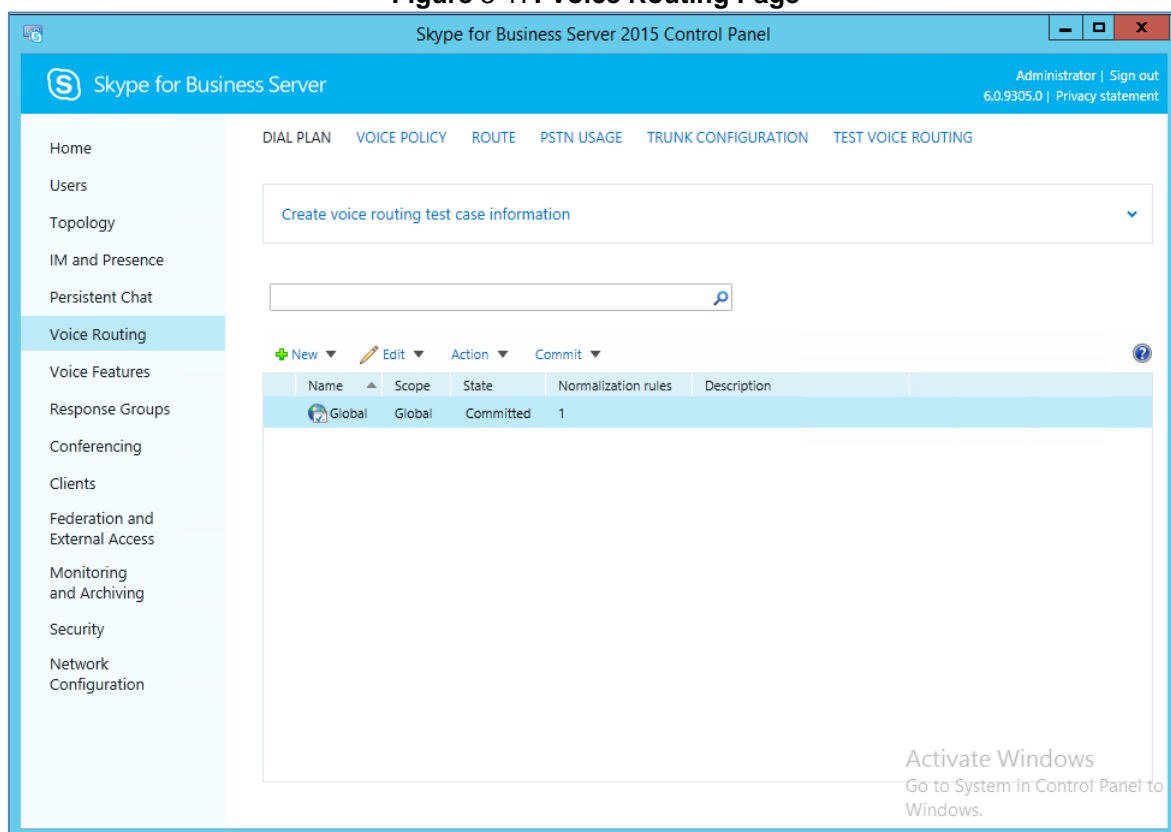 Skype for Business Server 2015 Control Panel
Skype for Business Server
Administrator | Sign out
6.0.9305.0 | Privacy statement
Home
Users
Topology
IM and Presence
Persistent Chat
Voice Routing
Voice Features
Response Groups
Conferencing
Clients
Federation and
External Access
Monitoring
and Archiving
Security
Network
Configuration
DIAL PLAN VOICE POLICY ROUTE PSTN USAGE TRUNK CONFIGURATION TEST VOICE ROUTING
Create voice routing test case information
New Edit Action Commit
Name Scope State Normalization rules Description
Global Global Committed 1
Activate Windows
Go to System in Control Panel to
Windows.